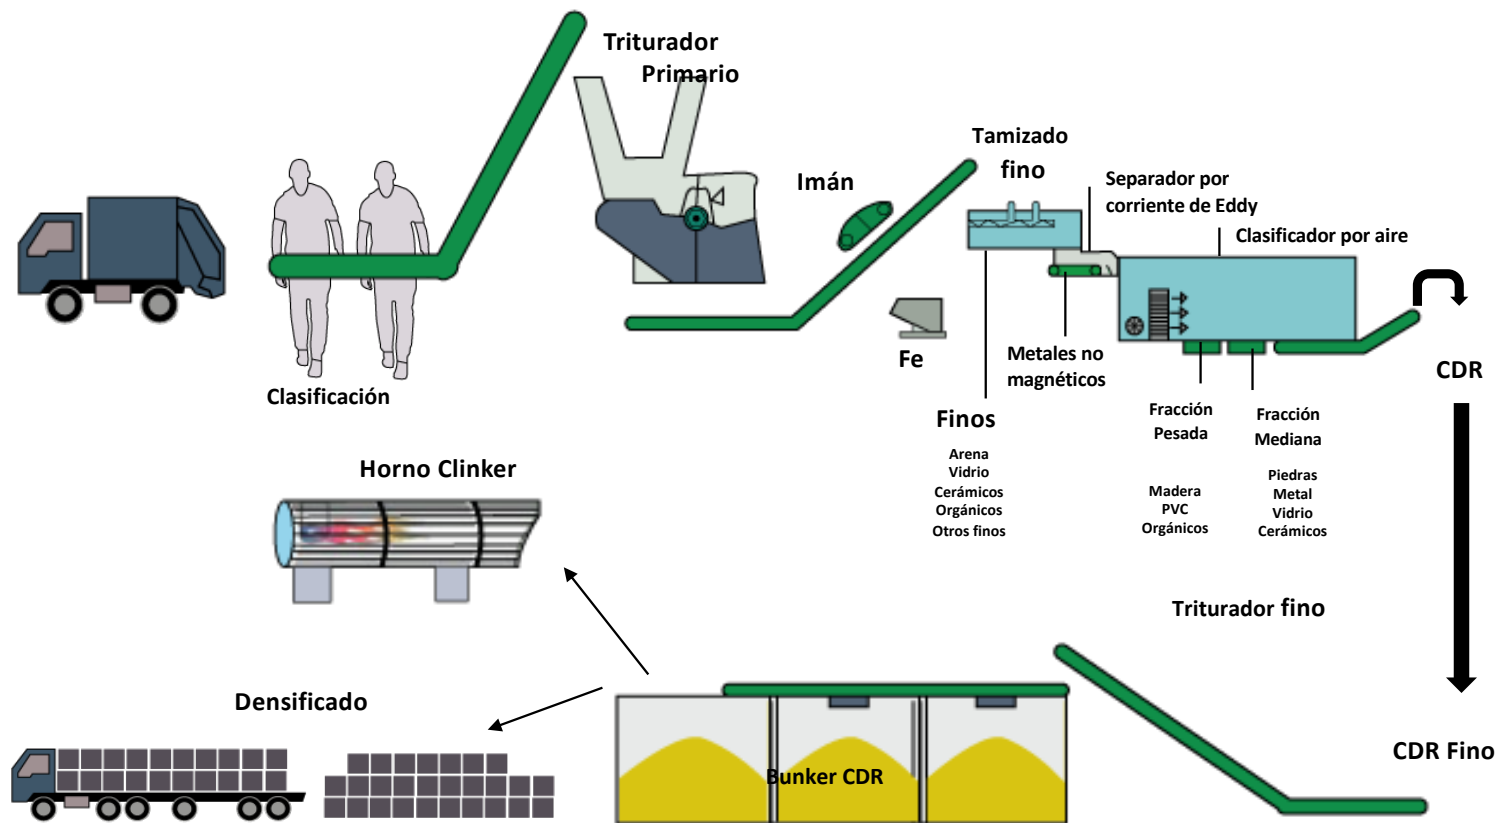 Triturador
Primario
Imán
Tamizado
fino
Separador por
corriente de Eddy
Clasificador por aire
Clasificación
Fe
Metales no
magnéticos
CDR
Finos
Arena
Vidrio
Cerámicos
Orgánicos
Otros finos
Fracción
Pesada
Madera
PVC
Orgánicos
Fracción
Mediana
Piedras
Metal
Vidrio
Cerámicos
Horno Clinker
Triturador fino
Densificado
Bunker CDR
CDR Fino